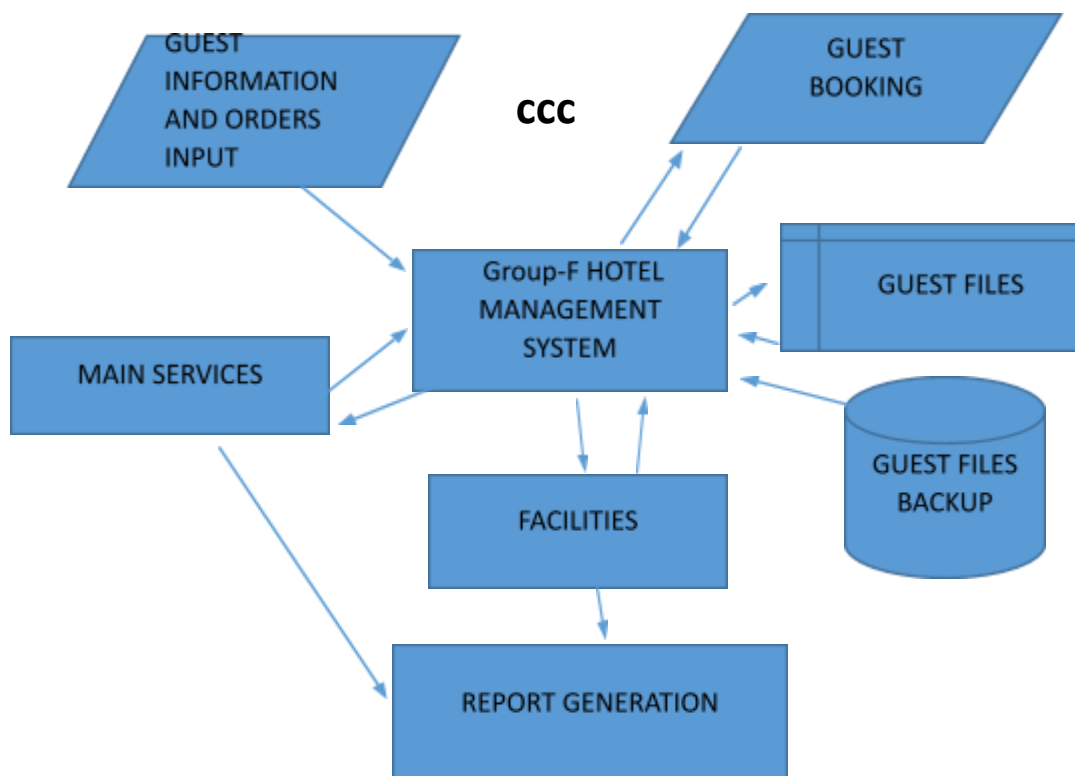 GUEST
INFORMATION
AND ORDERS
INPUT
ccc
GUEST
BOOKING
Group-F HOTEL
MANAGEMENT
SYSTEM
GUEST FILES
MAIN SERVICES
GUEST FILES
BACKUP
FACILITIES
REPORT GENERATION